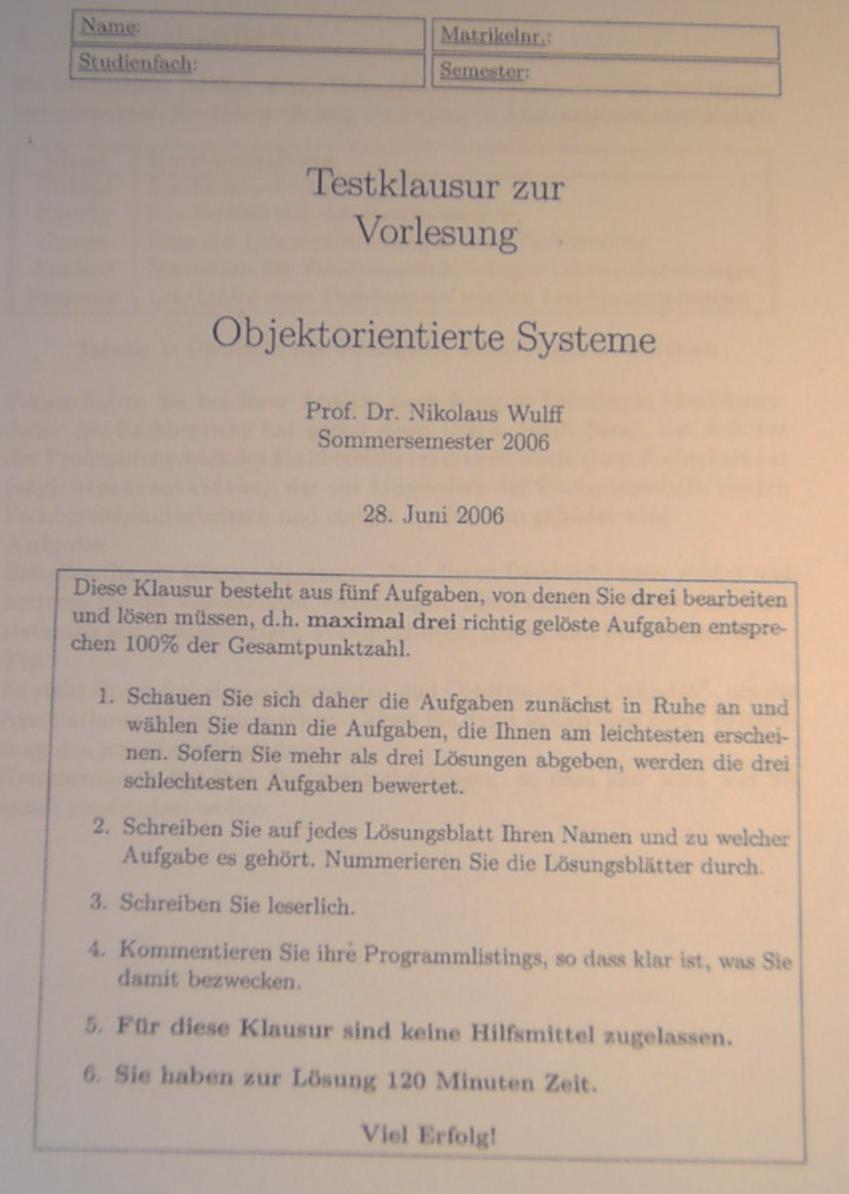 Name:
Matrikelnr.:
Studienfach:
Semester:
Testklausur zur
Vorlesung
Objektorientierte Systeme
Prof. Dr. Nikolaus Wulff
Sommersemester 2006
28. Juni 2006
Diese Klausur besteht aus fünf Aufgaben, von denen Sie drei bearbeiten
und lösen müssen, d.h. maximal drei richtig gelöste Aufgaben entspre-
chen 100% der Gesamtpunktzahl.
1. Schauen Sie sich daher die Aufgaben zunächst in Ruhe an und
wählen Sie dann die Aufgaben, die Ihnen am leichtesten erschei-
nen. Sofern Sie mehr als drei Lösungen abgeben, werden die drei
schlechtesten Aufgaben bewertet.
2. Schreiben Sie auf jedes Lösungsblatt Ihren Namen und zu welcher
Aufgabe es gehört. Nummerieren Sie die Lösungsblätter durch.
3. Schreiben Sie leserlich.
4. Kommentieren Sie ihre Programmlistings, so dass klar ist, was Sie
damit bezwecken.
5. Für diese Klausur sind keine Hilfsmittel zugelassen.
6. Sie haben zur Lösung 120 Minuten Zeit.
Viel Erfolg!